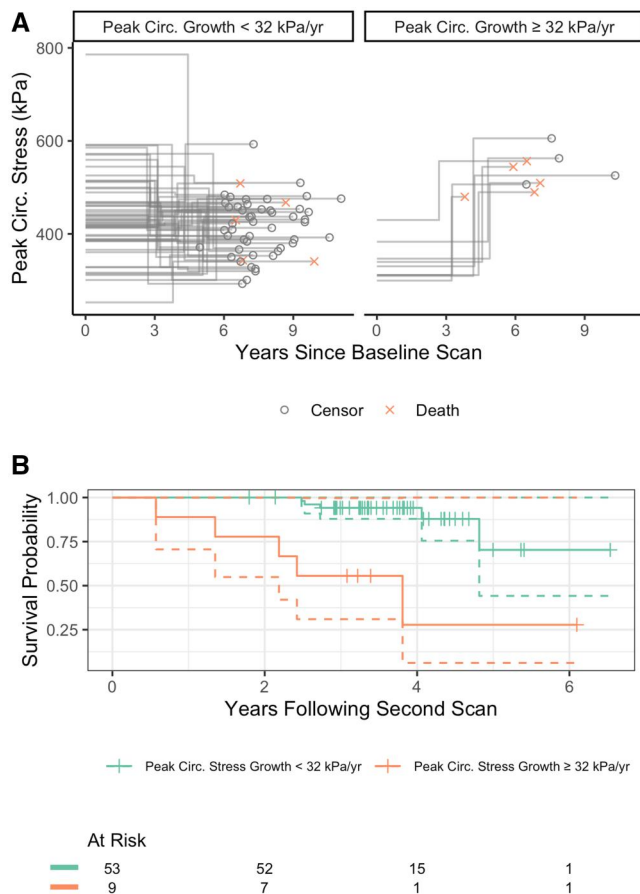 A
Peak Circ. Growth < 32 kPa/yr
Peak Circ. Growth ≥ 32 kPa/yr
Peak Circ. Stress (kPa)
800
600
400
0 3 6 9 0 3 6 9
Years Since Baseline Scan
Censor Death
B
Survival Probability
1.00
0.75
0.50
0.25
0 2 4 6
Years Following Second Scan
Peak Circ. Stress Growth < 32 kPa/yr Peak Circ. Stress Growth ≥ 32 kPa/yr
At Risk
53 52 15 1
9 7 1 1